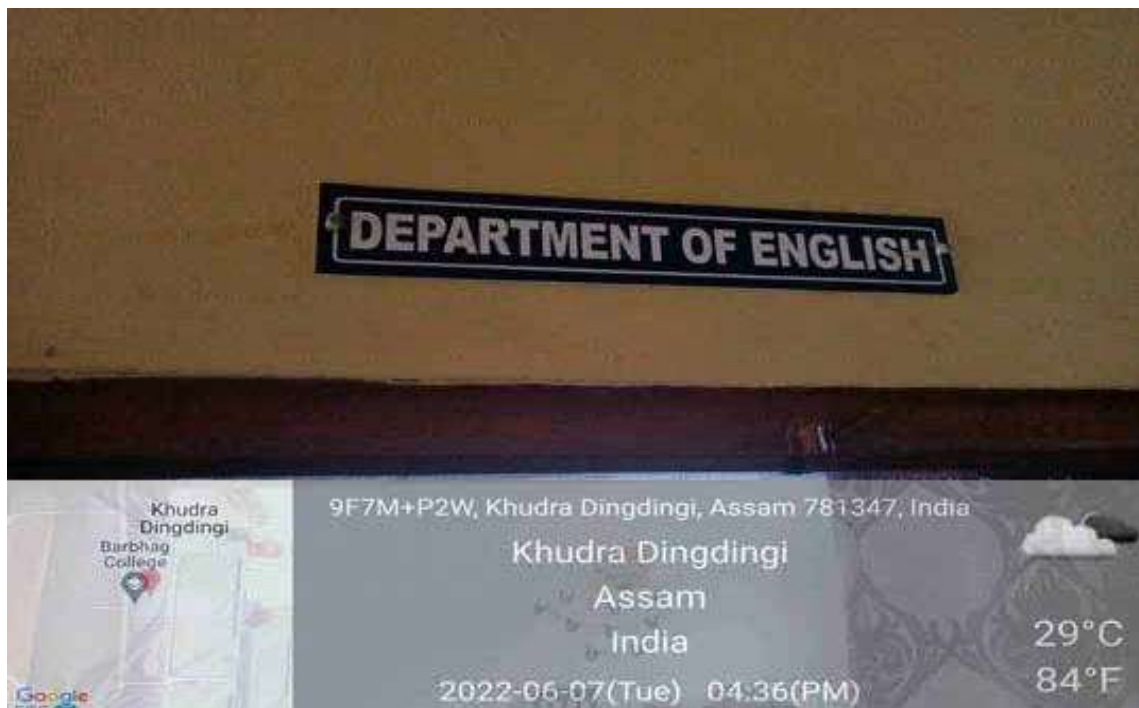 DEPARTMENT OF ENGLISH
Khudra
Dingdingi
Barbhag
College
Google
9F7M+P2W, Khudra Dingdingi, Assam 781347, India
Khudra Dingdingi
Assam
India
2022-06-07(Tue) 04:36(PM)
29°C
84°F